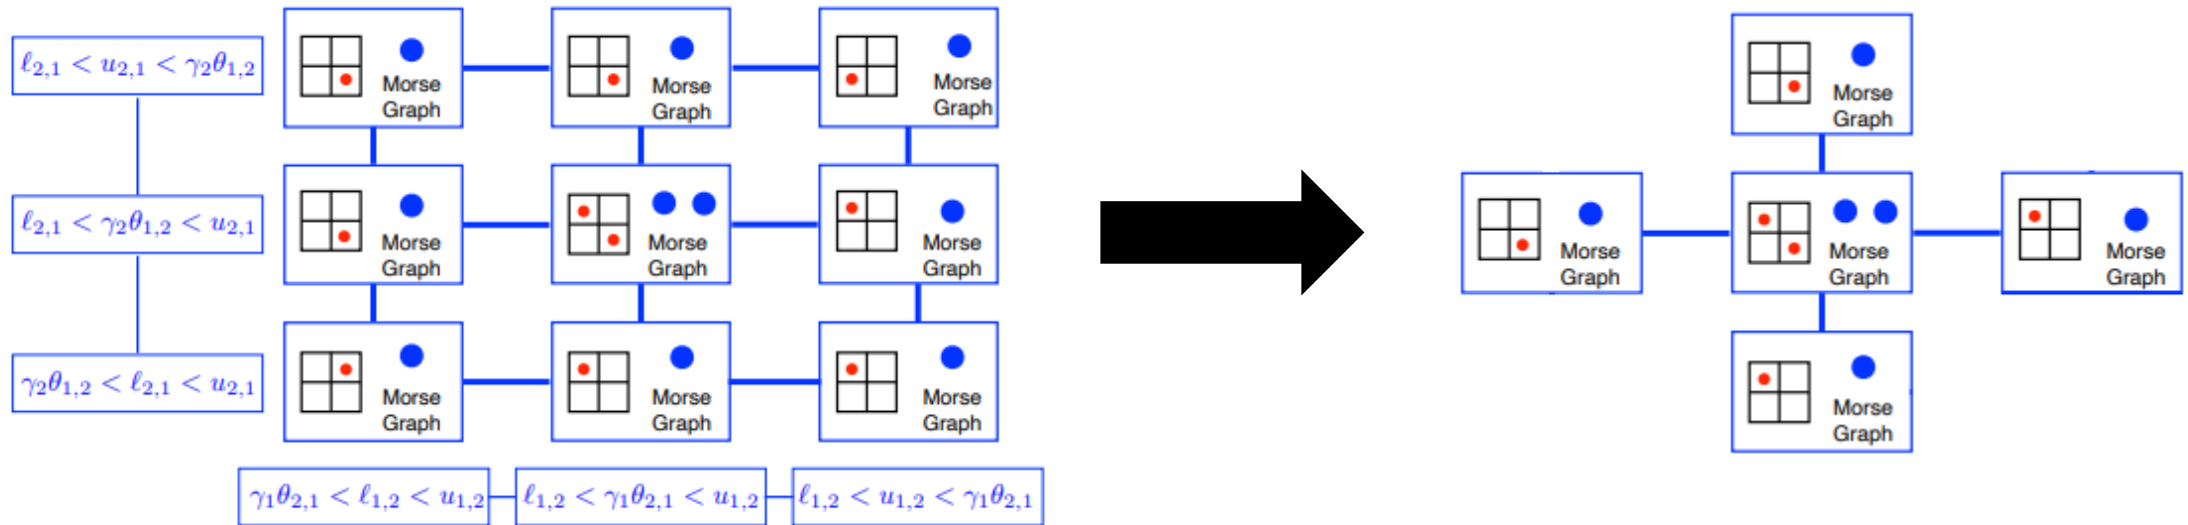 ℓ₂,₁ < u₂,₁ < γ₂θ₁,₂
Morse
Graph
Morse
Graph
Morse
Graph
ℓ₂,₁ < γ₂θ₁,₂ < u₂,₁
Morse
Graph
Morse
Graph
Morse
Graph
γ₂θ₁,₂ < ℓ₂,₁ < u₂,₁
Morse
Graph
Morse
Graph
Morse
Graph
γ₁θ₂,₁ < ℓ₁,₂ < u₁,₂
ℓ₁,₂ < γ₁θ₂,₁ < u₁,₂
ℓ₁,₂ < u₁,₂ < γ₁θ₂,₁
Morse
Graph
Morse
Graph
Morse
Graph
Morse
Graph
Morse
Graph